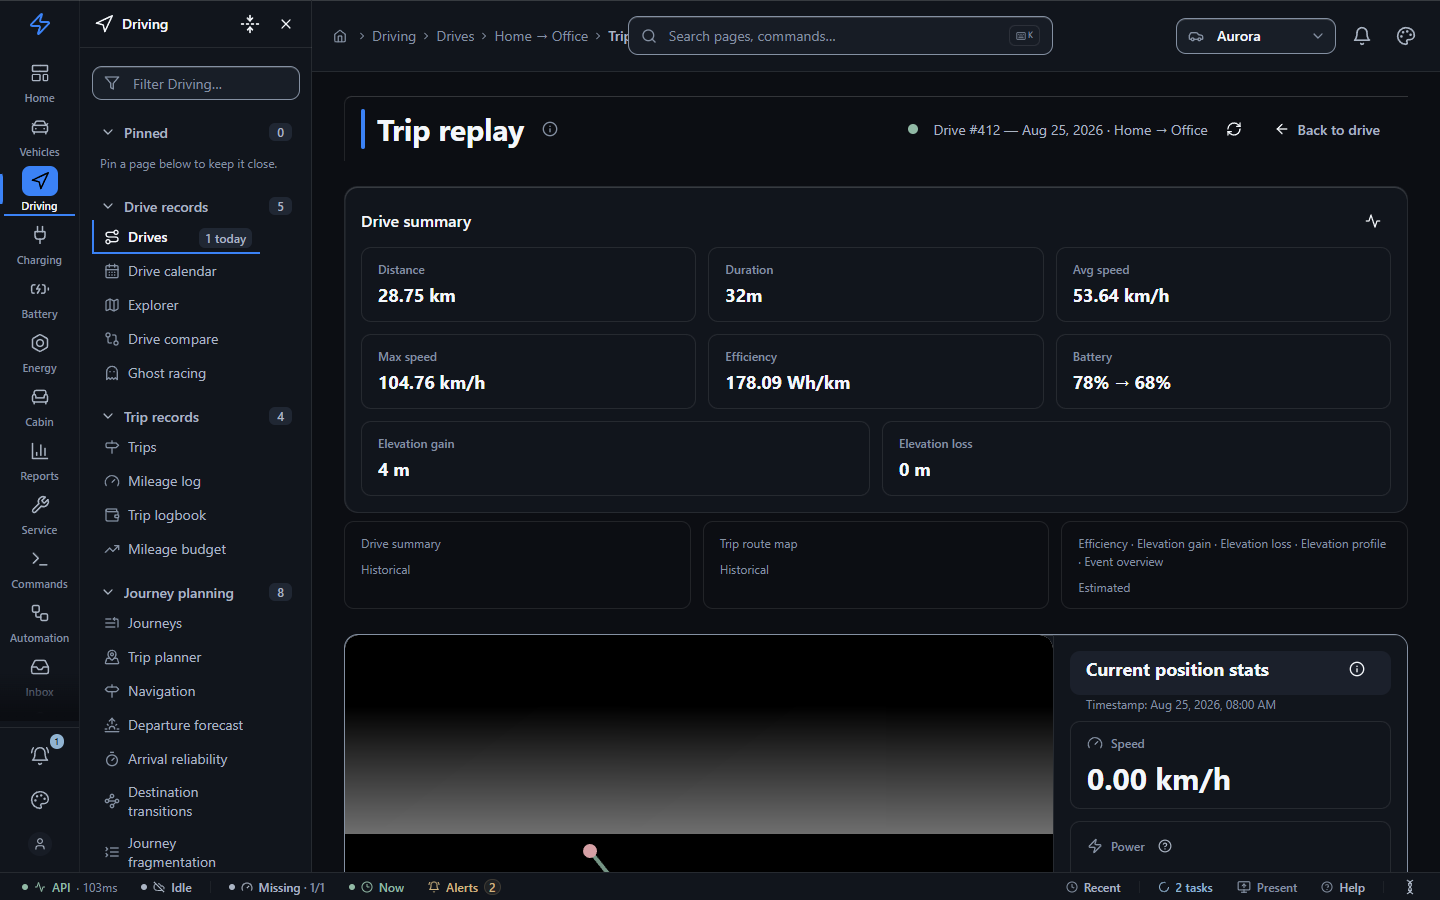 Home
Vehicles
Driving
Charging
Battery
Energy
Cabin
Reports
Service
Commands
Automation
Inbox
1
Driving
Filter Driving...
Pinned 0
Pin a page below to keep it close.
Drive records 5
Drives 1 today
Drive calendar
Explorer
Drive compare
Ghost racing
Trip records 4
Trips
Mileage log
Trip logbook
Mileage budget
Journey planning 8
Journeys
Trip planner
Navigation
Departure forecast
Arrival reliability
Destination
transitions
Journey
fragmentation
Driving Drives Home → Office Trip
Search pages, commands... K
Aurora
Trip replay
Drive #412 — Aug 25, 2026 · Home → Office
Back to drive
Drive summary
Distance
28.75 km
Duration
32m
Avg speed
53.64 km/h
Max speed
104.76 km/h
Efficiency
178.09 Wh/km
Battery
78% → 68%
Elevation gain
4 m
Elevation loss
0 m
Drive summary
Historical
Trip route map
Historical
Efficiency · Elevation gain · Elevation loss · Elevation profile
· Event overview
Estimated
Current position stats
Timestamp: Aug 25, 2026, 08:00 AM
Speed
0.00 km/h
Power
API · 103ms
Idle
Missing · 1/1
Now
Alerts 2
Recent
2 tasks
Present
Help